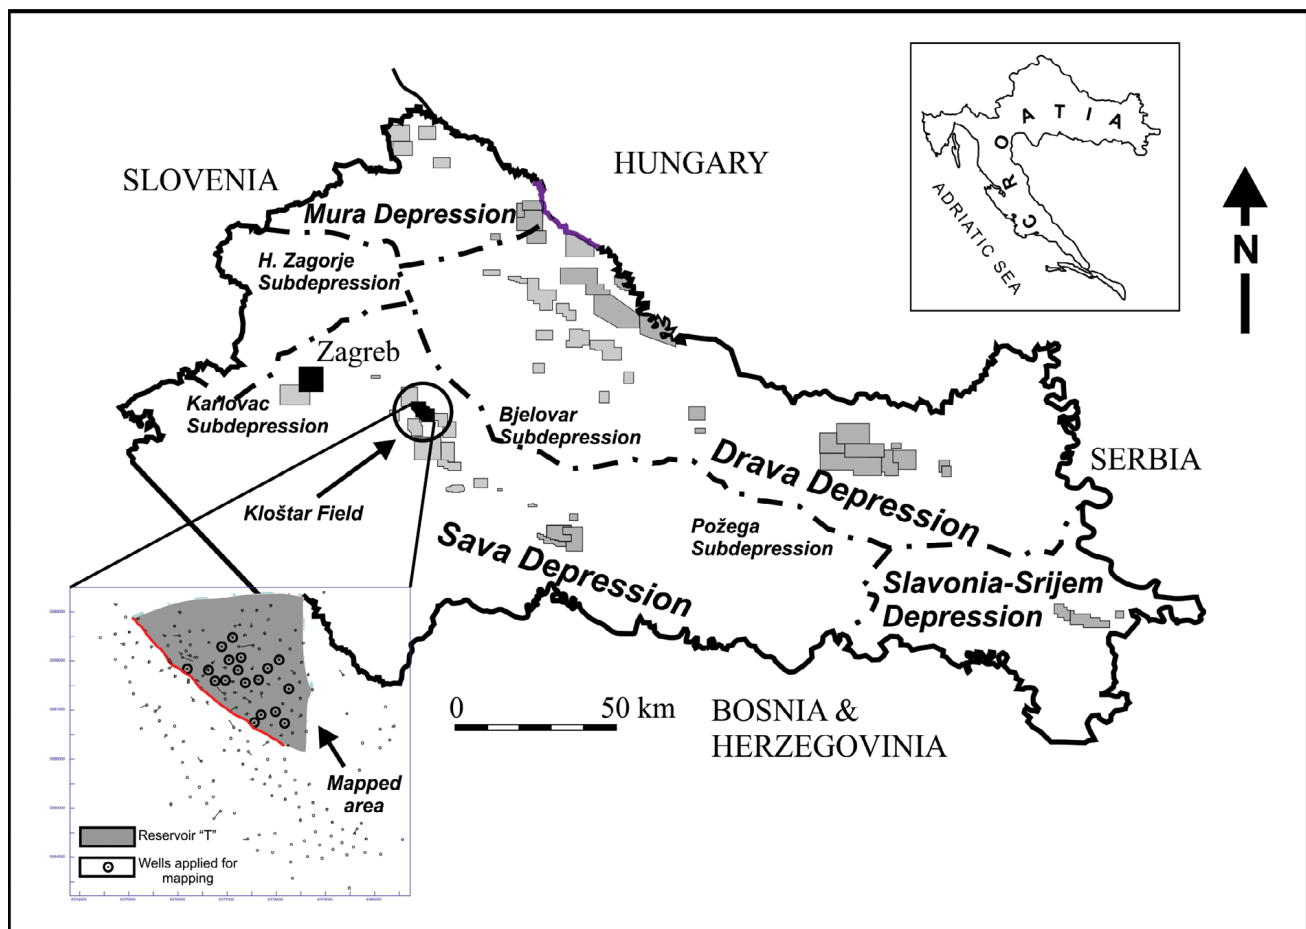 SLOVENIA
HUNGARY
Mura Depression
H. Zagorje
Subdepression
Zagreb
Karlovac
Subdepression
Bjelovar
Subdepression
Kloštar Field
Drava Depression
SERBIA
Sava Depression
Požega
Subdepression
Slavonia-Srijem
Depression
0 50 km
BOSNIA &
HERZEGOVINIA
Mapped
area
Reservoir "T"
Wells applied for
mapping
CROATIA
ADRIATIC SEA
N